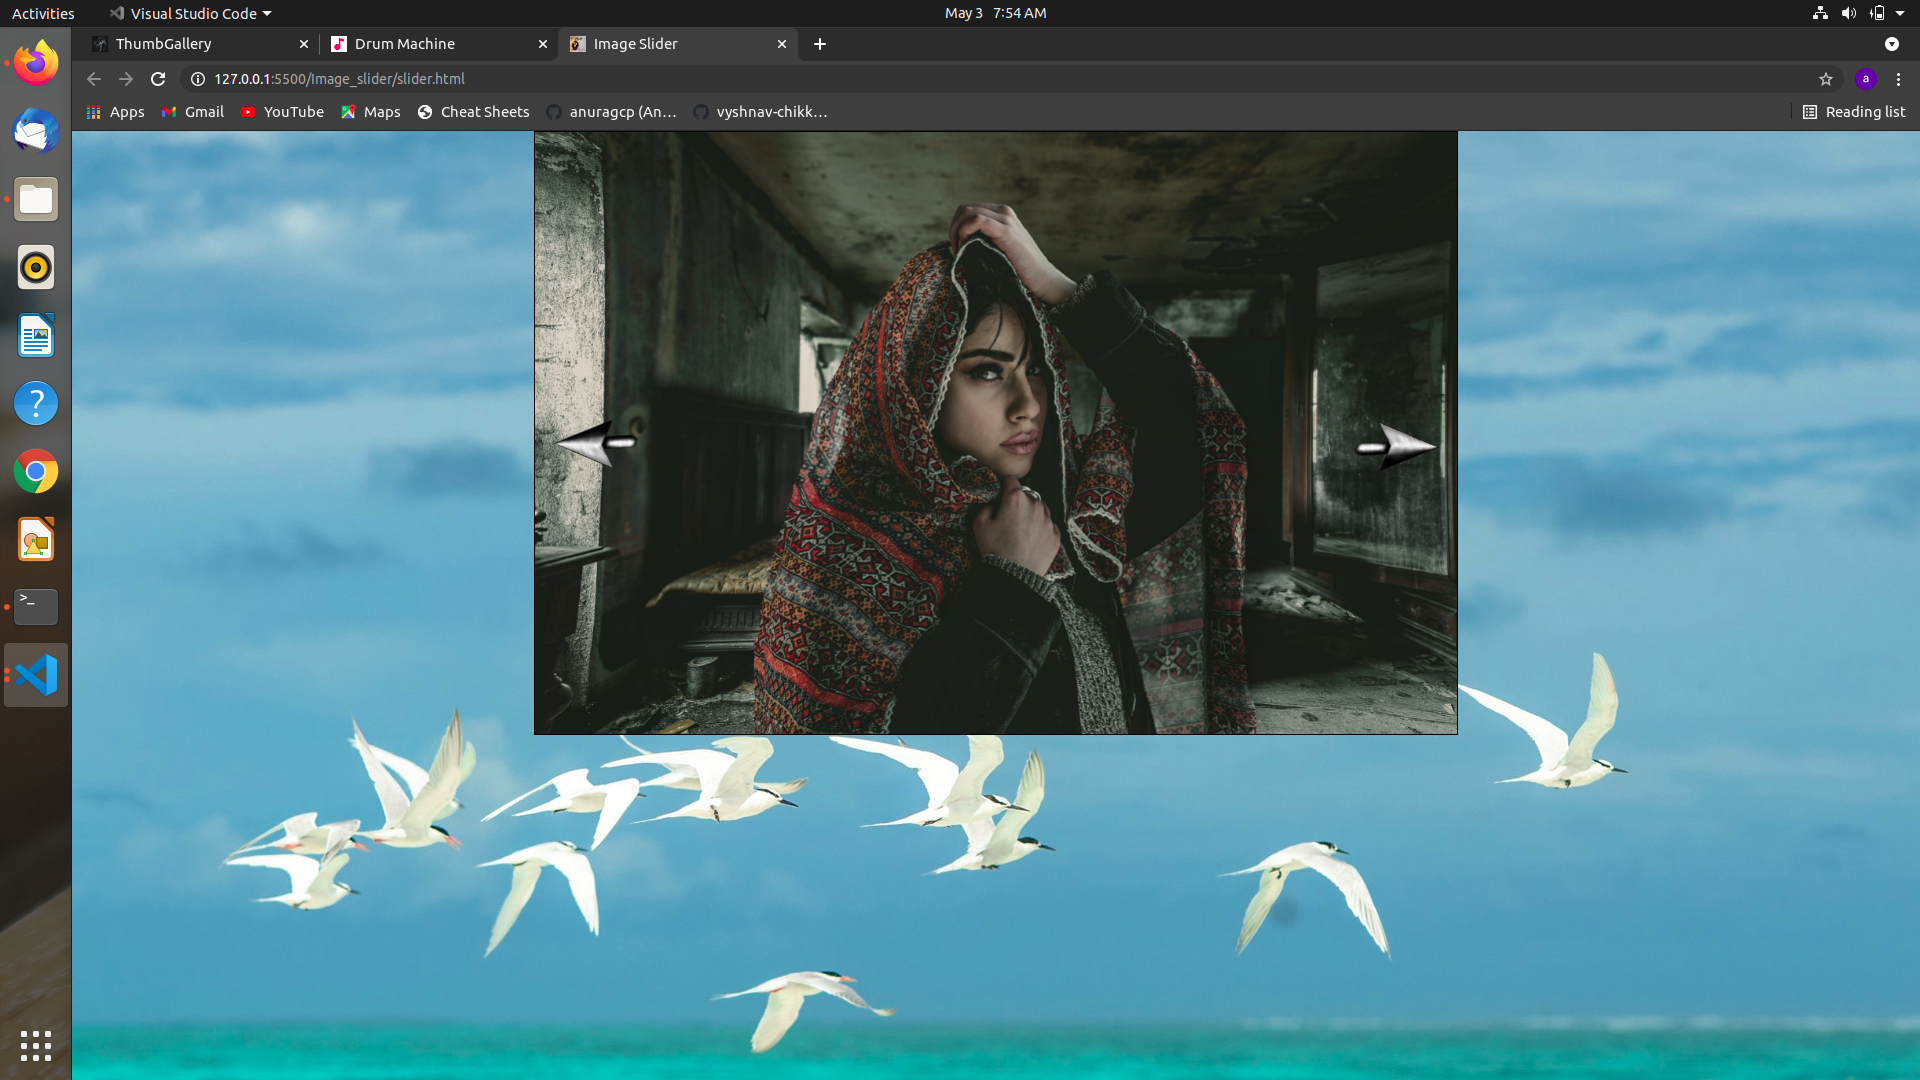 Activities
Visual Studio Code
May 3 7:54 AM
ThumbGallery
Drum Machine
Image Slider
127.0.0.1:5500/Image_slider/slider.html
a
Apps
Gmail
YouTube
Maps
Cheat Sheets
anuragcp (An...
vyshnav-chikk...
Reading list
?
>_